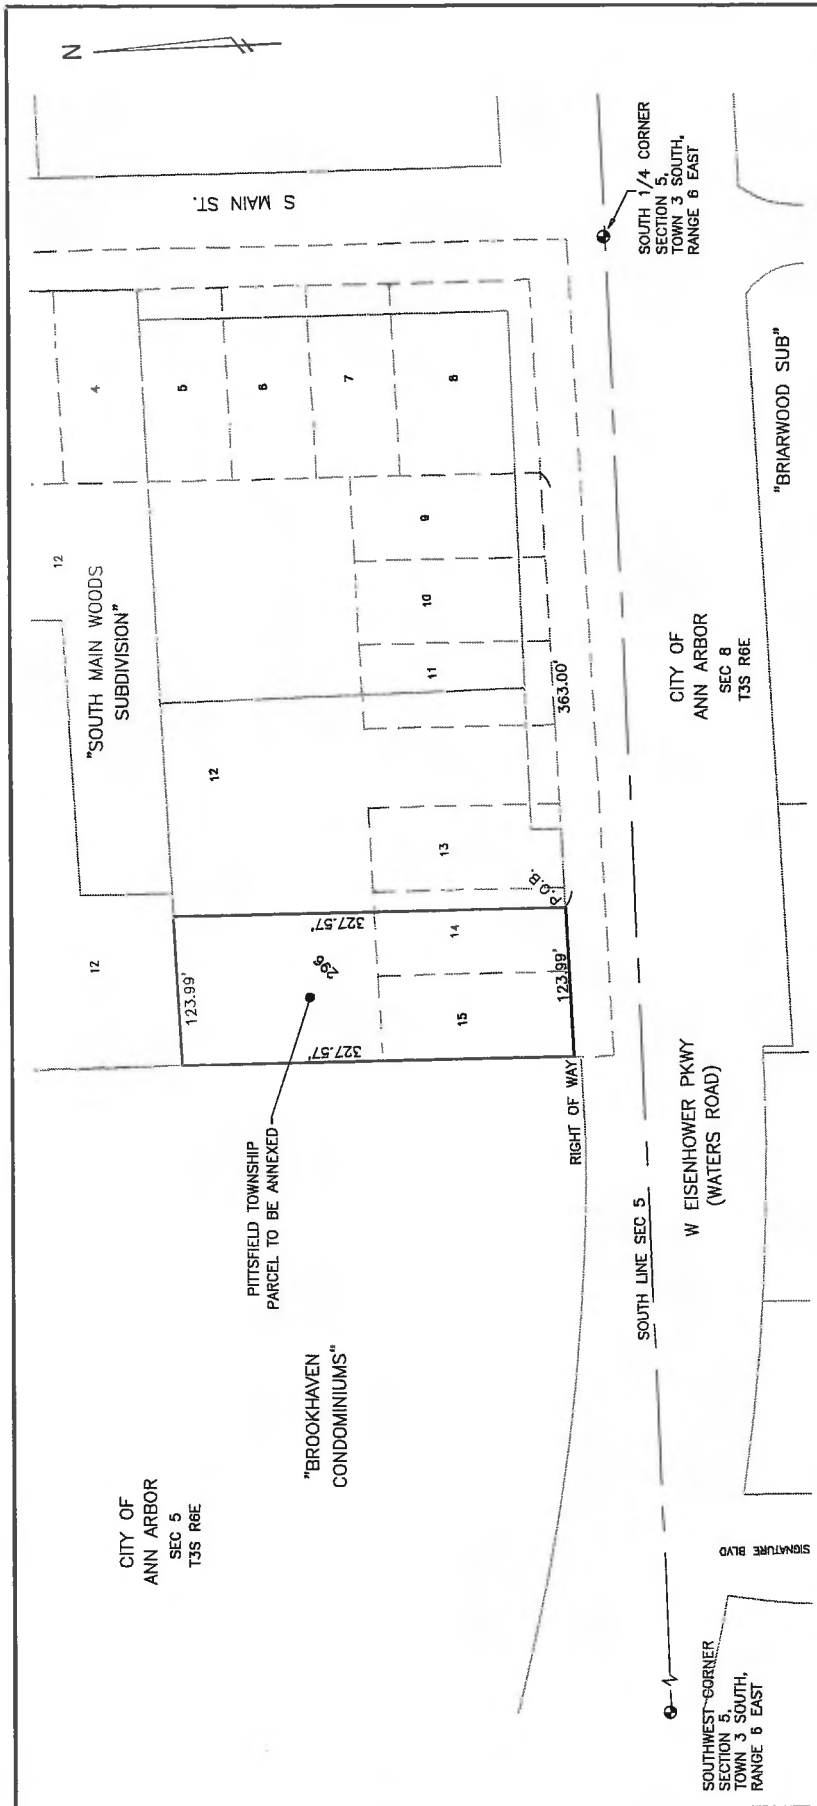 N
S MAIN ST.
SOUTH 1/4 CORNER
SECTION 5,
TOWN 3 SOUTH,
RANGE 6 EAST
4
5
6
7
8
12
"SOUTH MAIN WOODS
SUBDIVISION"
9
10
11
363.00'
12
13
P.O.B.
"BRIARWOOD SUB"
CITY OF
ANN ARBOR
SEC 8
T3S R6E
12
123.99'
327.57'
296
14
15
123.99'
327.57'
RIGHT OF WAY
PITTSFIELD TOWNSHIP
PARCEL TO BE ANNEXED
W EISENHOWER PKWY
(WATERS ROAD)
SOUTH LINE SEC 5
"BROOKHAVEN
CONDOMINIUMS"
CITY OF
ANN ARBOR
SEC 5
T3S R6E
SIGNATURE BLVD
SOUTHWEST CORNER
SECTION 5,
TOWN 3 SOUTH,
RANGE 6 EAST